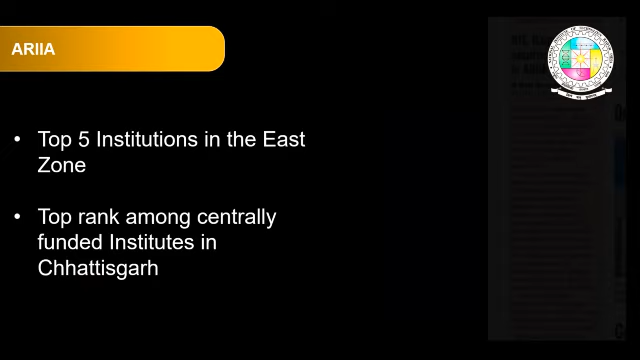 ARIIA
• Top 5 Institutions in the East
Zone
• Top rank among centrally
funded Institutes in
Chhattisgarh